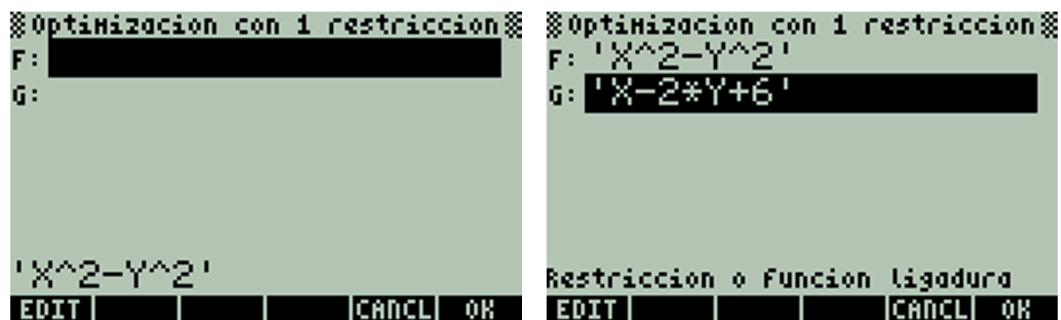 Optimizacion con 1 restriccion
F:
G:
'X^2-Y^2'
EDIT CANCL OK
Optimizacion con 1 restriccion
F: 'X^2-Y^2'
G: 'X-2*Y+6'
Restriccion o funcion ligadura
EDIT CANCL OK